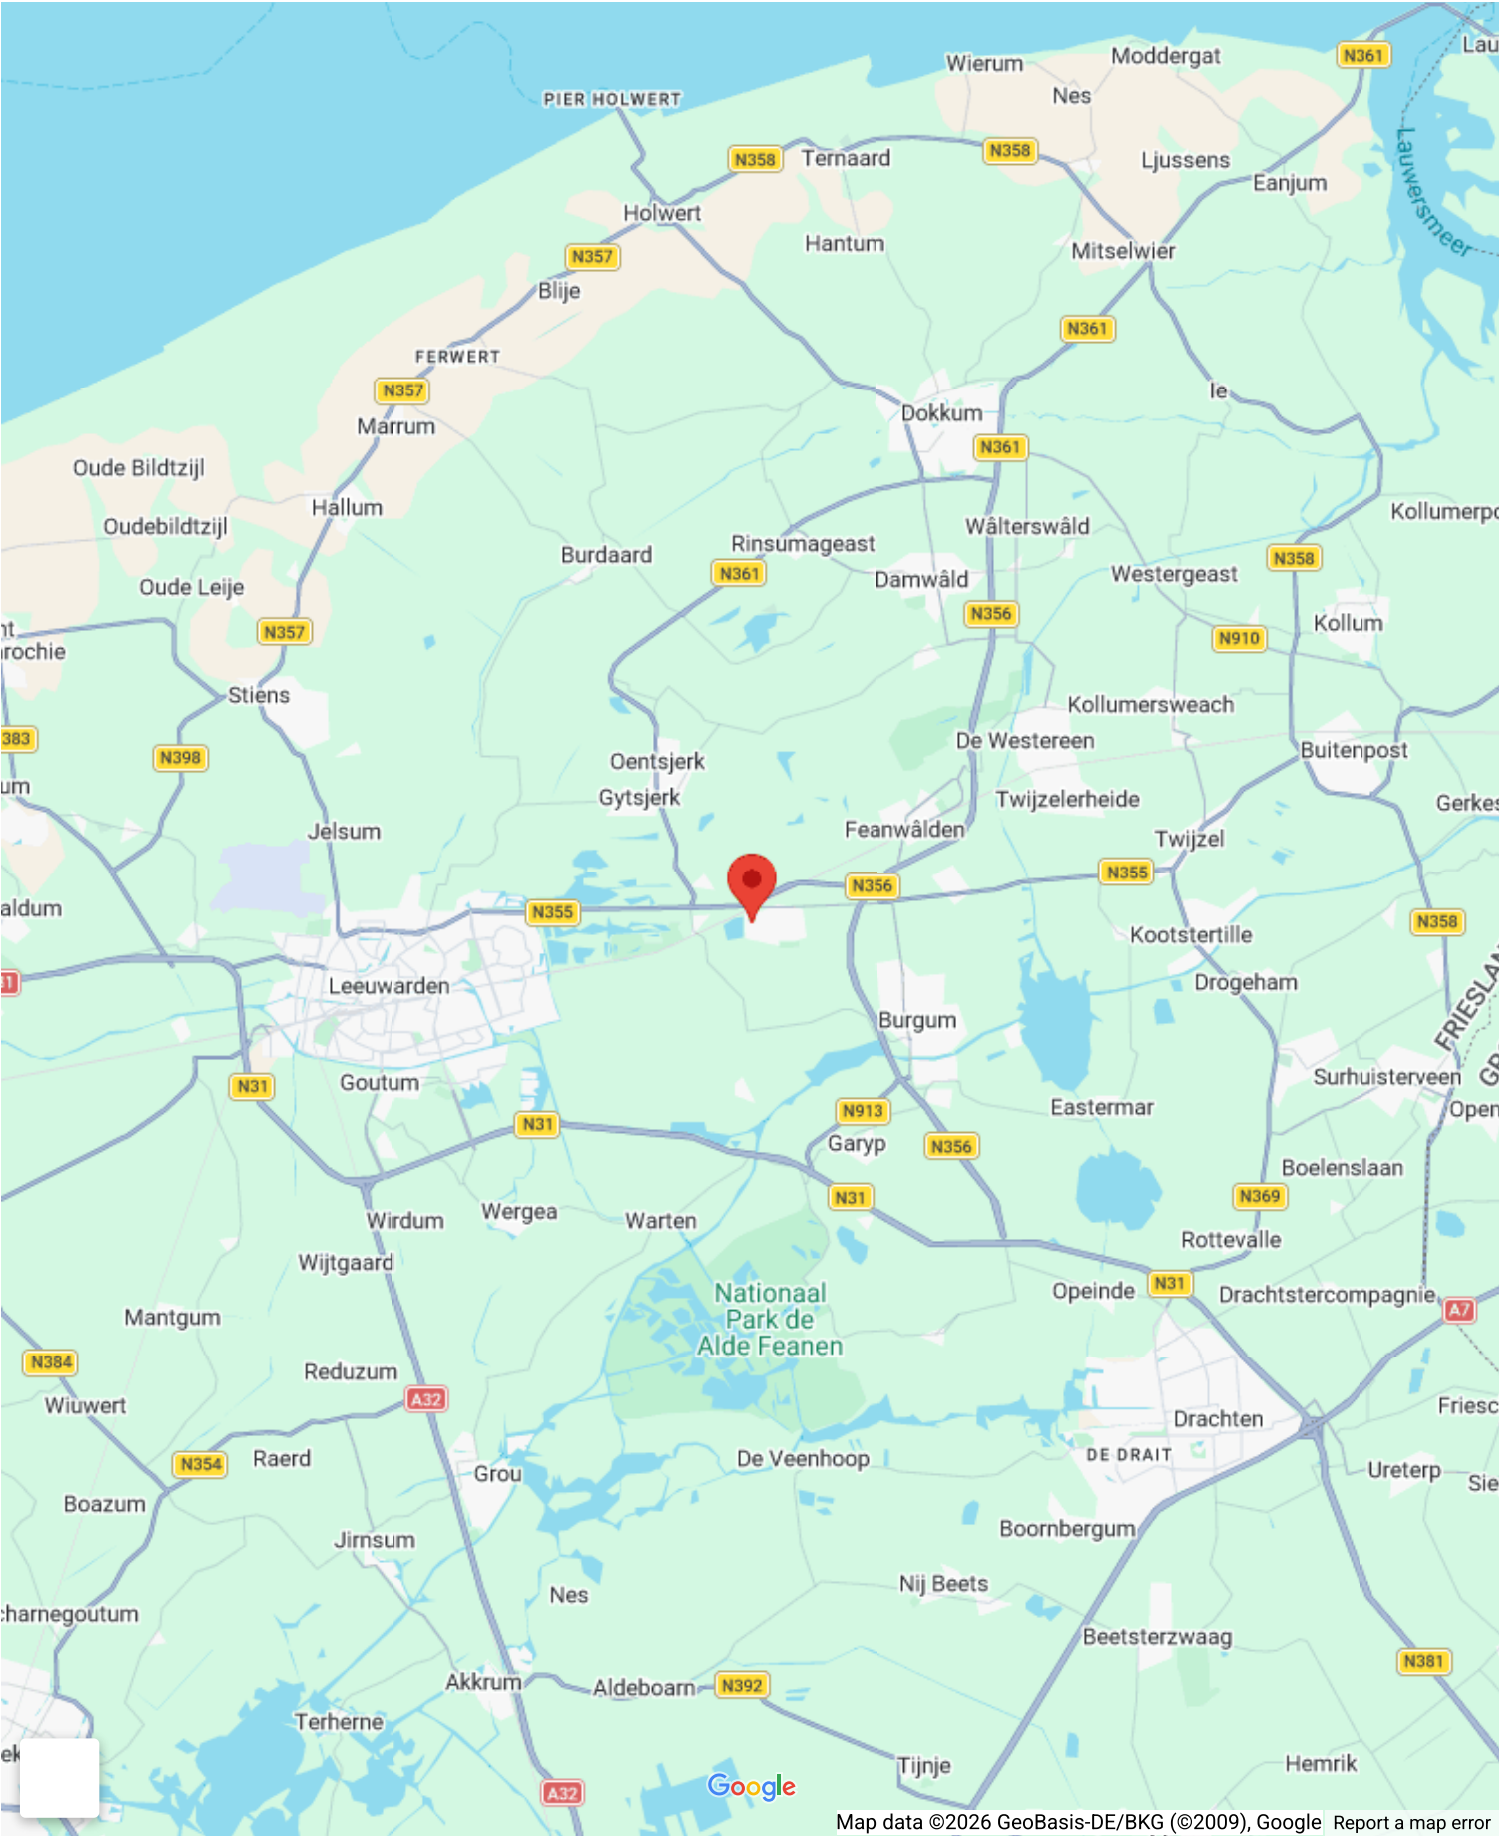 Wierum
Moddergat
N361
Lau
PIER HOLWERT
Nes
N358
Ternaard
N358
Ljussens
Eanjum
Lauwersmeer
Holwert
Hantum
Mitselwier
N357
Blije
N361
FERWERT
N357
Ie
Marrum
Dokkum
N361
Oude Bildtzijl
Hallum
Kollumerpo
Oudebildtzijl
Wâlterswâld
Burdaard
Rinsumageast
N361
Damwâld
Westergeast
N358
Oude Leije
N356
N357
Kollum
N910
nt
arochie
Stiens
Kollumersweach
383
De Westereen
Buitenpost
N398
Oentsjerk
um
Gytsjerk
Twijzelerheide
Gerkes
Jelsum
Feanwâlden
Twijzel
N355
N356
aldum
N355
N358
Kootstertille
Leeuwarden
Drogeham
FRIESLAN
Burgum
Goutum
N31
Surhuisterveen
N913
Eastermar
Open
N31
Garyp
N356
Boelenslaan
N31
N369
Wergea
Wirdum
Warten
Rottevalle
Wijtgaard
Opeinde
N31
Drachtstercompagnie
A7
Nationaal
Park de
Alde Feanen
Mantgum
N384
Reduzum
A32
Wiuwert
Friesc
Drachten
DE DRAIT
N354
Raerd
De Veenhoop
Grou
Ureterp
Sie
Boazum
Boornbergum
Jirnsum
Nij Beets
Nes
charnegoutum
Beetsterzwaag
N381
Akkrum
Aldeboarn
N392
Terherne
ek
Tijnje
Hemrik
A32
Google
Map data ©2026 GeoBasis-DE/BKG (©2009), Google
Report a map error